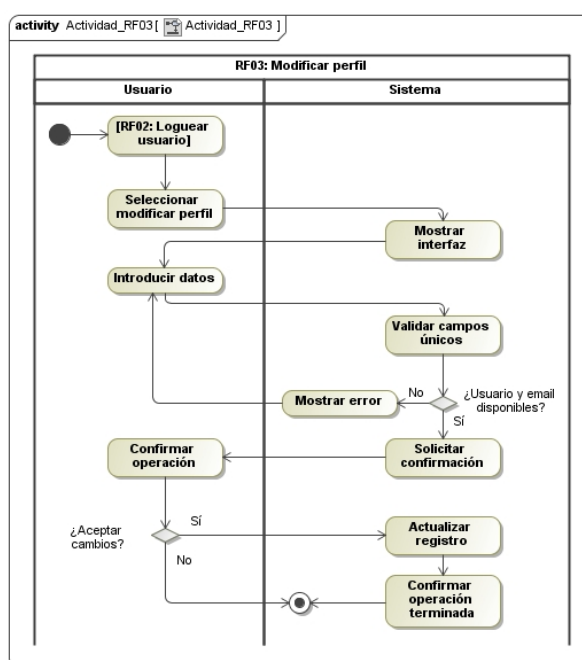 activity Actividad_RF03[ Actividad_RF03 ]
RF03: Modificar perfil
Usuario
Sistema
[RF02: Loguear
usuario]
Seleccionar
modificar perfil
Mostrar
interfaz
Introducir datos
Validar campos
únicos
¿Usuario y email
disponibles?
No
Mostrar error
Sí
Solicitar
confirmación
Confirmar
operación
¿Aceptar
cambios?
Sí
No
Actualizar
registro
Confirmar
operación
terminada